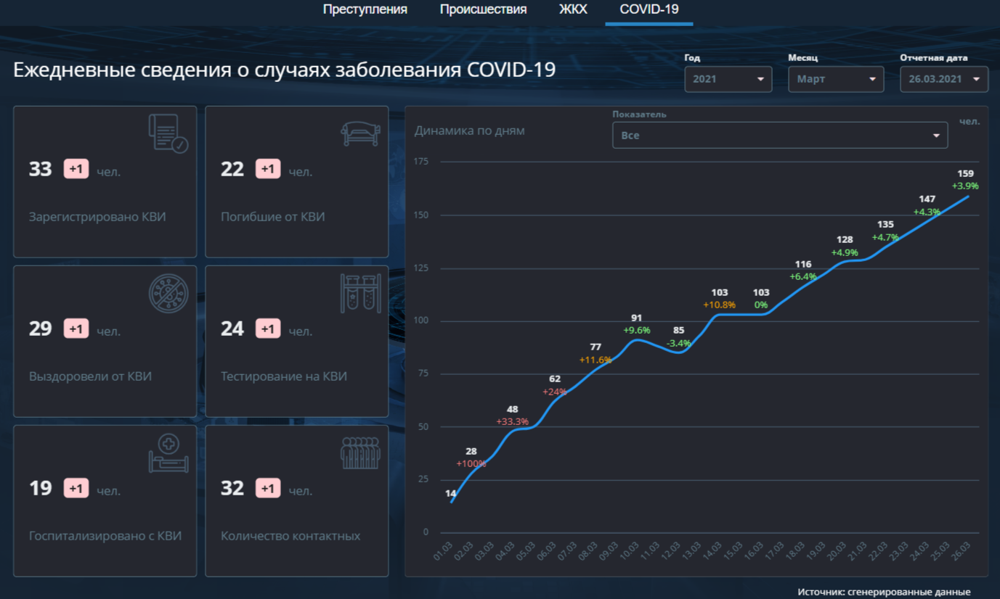 Преступления Происшествия ЖКХ COVID-19
Ежедневные сведения о случаях заболевания COVID-19
Год Месяц Отчетная дата
2021 Март 26.03.2021
33 +1 чел.
Зарегистрировано КВИ
22 +1 чел.
Погибшие от КВИ
29 +1 чел.
Выздоровели от КВИ
24 +1 чел.
Тестирование на КВИ
19 +1 чел.
Госпитализировано с КВИ
32 +1 чел.
Количество контактных
Динамика по дням
Показатель
Все
чел.
175
150
125
100
75
50
25
0
14
28
+100%
48
+33.3%
62
+24%
77
+11.6%
91
+9.6%
85
-3.4%
103
+10.8%
103
0%
116
+6.4%
128
+4.9%
135
+4.7%
147
+4.3%
159
+3.9%
01.03 02.03 03.03 04.03 05.03 06.03 07.03 08.03 09.03 10.03 11.03 12.03 13.03 14.03 15.03 16.03 17.03 18.03 19.03 20.03 21.03 22.03 23.03 24.03 25.03 26.03
Источник: сгенерированные данные